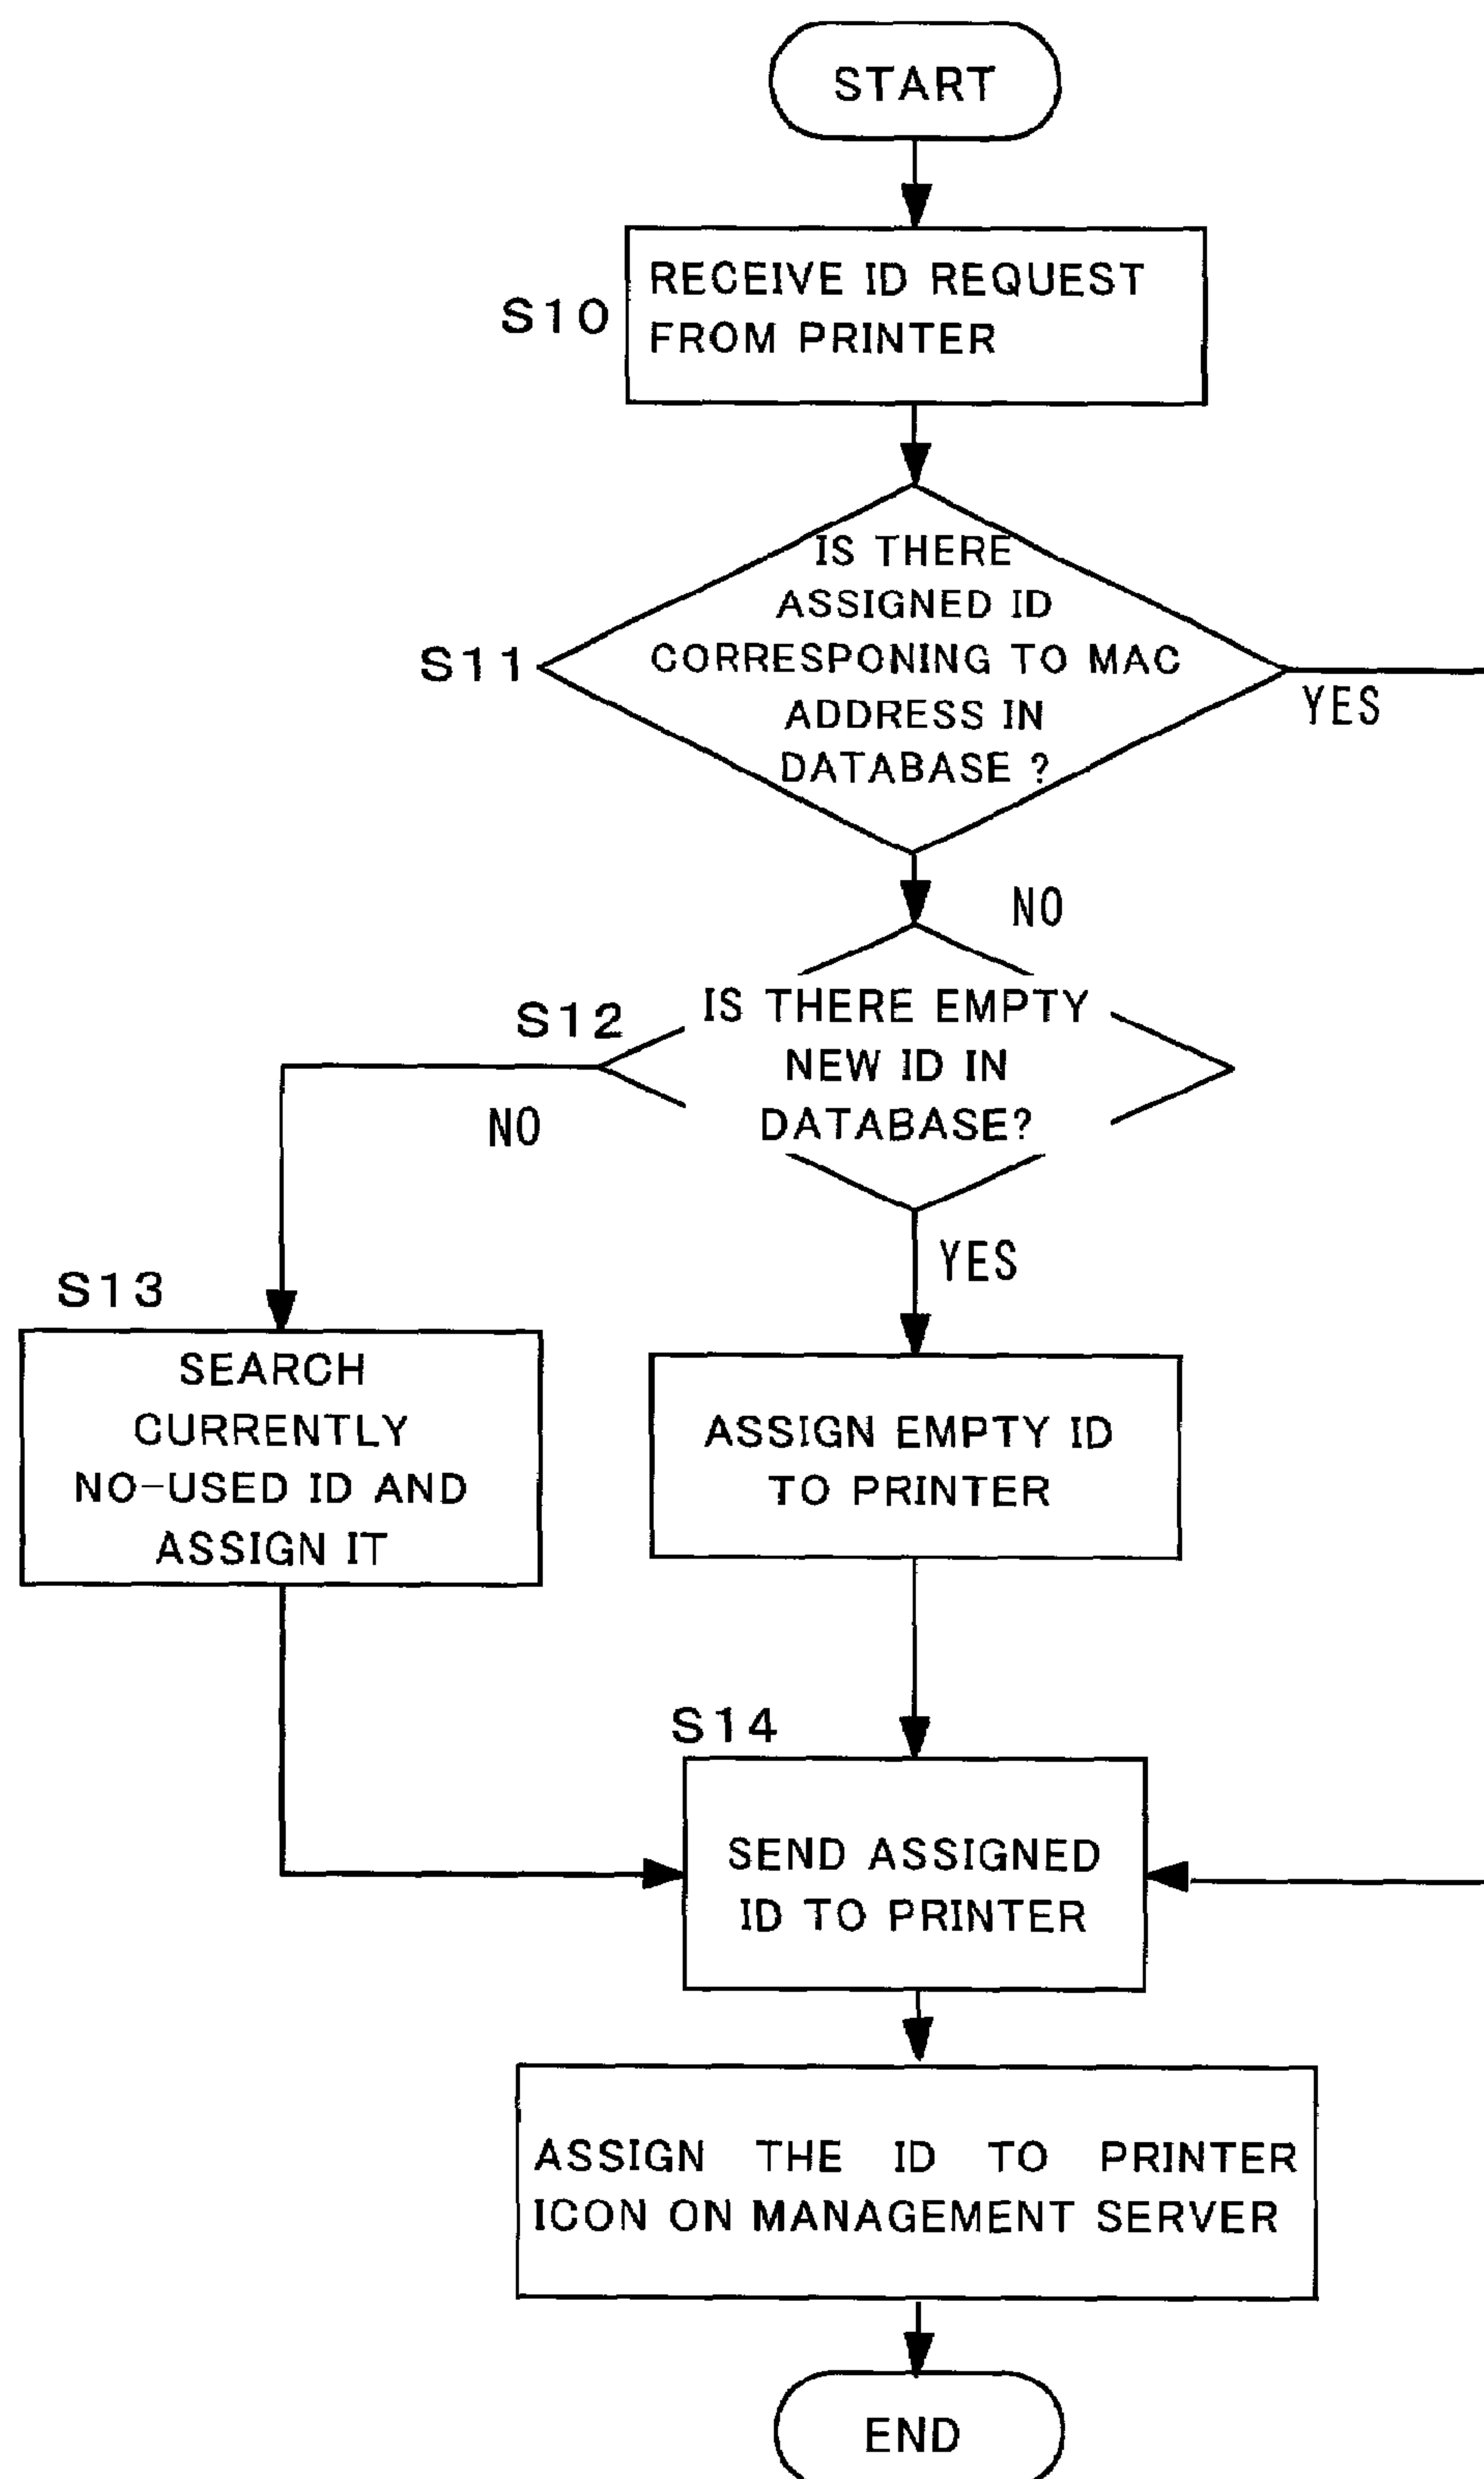 START
S10
RECEIVE ID REQUEST
FROM PRINTER
IS THERE
ASSIGNED ID
S11
CORRESPONING TO MAC
ADDRESS IN
DATABASE ?
YES
NO
S12
IS THERE EMPTY
NEW ID IN
DATABASE?
NO
YES
S13
SEARCH
CURRENTLY
NO-USED ID AND
ASSIGN IT
ASSIGN EMPTY ID
TO PRINTER
S14
SEND ASSIGNED
ID TO PRINTER
ASSIGN THE ID TO PRINTER
ICON ON MANAGEMENT SERVER
END